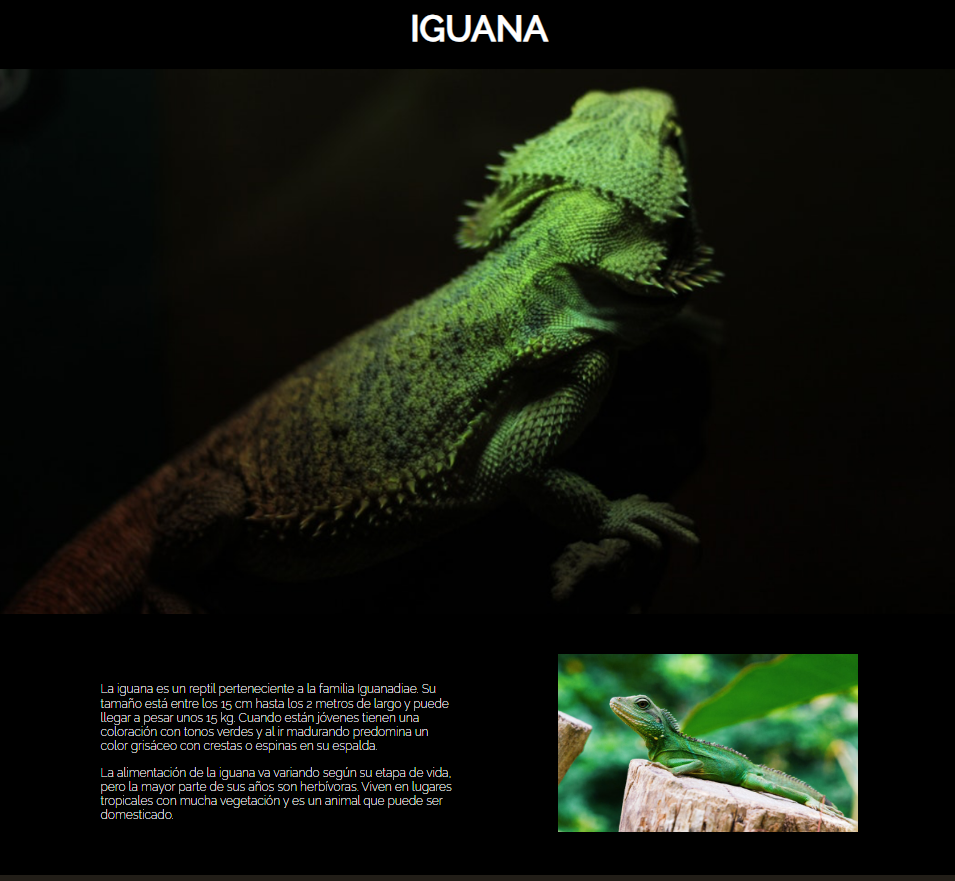 IGUANA
La iguana es un reptil perteneciente a la familia Iguanadiae. Su
tamaño está entre los 15 cm hasta los 2 metros de largo y puede
llegar a pesar unos 15 kg. Cuando están jóvenes tienen una
coloración con tonos verdes y al ir madurando predomina un
color grisáceo con crestas o espinas en su espalda.
La alimentación de la iguana va variando según su etapa de vida,
pero la mayor parte de sus años son herbívoras. Viven en lugares
tropicales con mucha vegetación y es un animal que puede ser
domesticado.